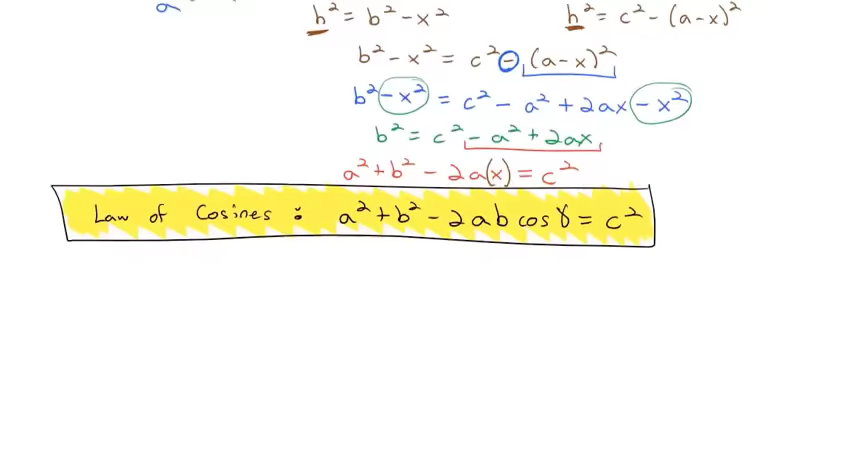 a
h² = b² - x² h² = c² - (a-x)²
b² - x² = c² - (a-x)²
b² - x² = c² - a² + 2ax - x²
b² = c² - a² + 2ax
a² + b² - 2a(x) = c²
Law of Cosines : a² + b² - 2ab cos γ = c²